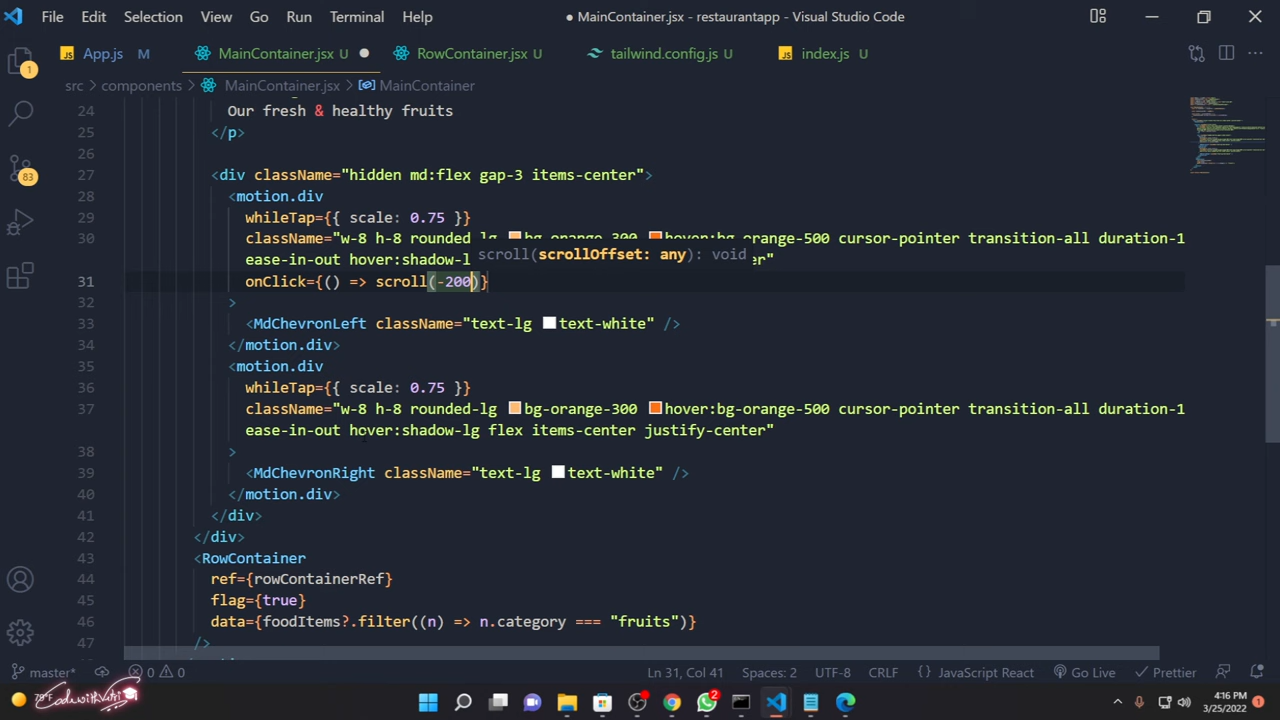 File Edit Selection View Go Run Terminal Help
● MainContainer.jsx - restaurantapp - Visual Studio Code
JS App.js M MainContainer.jsx U ● RowContainer.jsx U tailwind.config.js U JS index.js U
src > components > MainContainer.jsx > MainContainer
24 Our fresh & healthy fruits
25 </p>
26
27 <div className="hidden md:flex gap-3 items-center">
28 <motion.div
29 whileTap={{ scale: 0.75 }}
30 className="w-8 h-8 rounded-lg bg-orange-300 hover:bg-orange-500 cursor-pointer transition-all duration-1
scroll(scrollOffset: any): void
ease-in-out hover:shadow-l
31 onClick={() => scroll(-200)}
32 >
33 <MdChevronLeft className="text-lg text-white" />
34 </motion.div>
35 <motion.div
36 whileTap={{ scale: 0.75 }}
37 className="w-8 h-8 rounded-lg bg-orange-300 hover:bg-orange-500 cursor-pointer transition-all duration-1
ease-in-out hover:shadow-lg flex items-center justify-center"
38 >
39 <MdChevronRight className="text-lg text-white" />
40 </motion.div>
41 </div>
42 </div>
43 <RowContainer
44 ref={rowContainerRef}
45 flag={true}
46 data={foodItems?.filter((n) => n.category === "fruits")}
47 />
1
83
master* 0 0 Ln 31, Col 41 Spaces: 2 UTF-8 CRLF {} JavaScript React Go Live Prettier
CodewithVetri
2
4:16 PM
3/25/2022
1